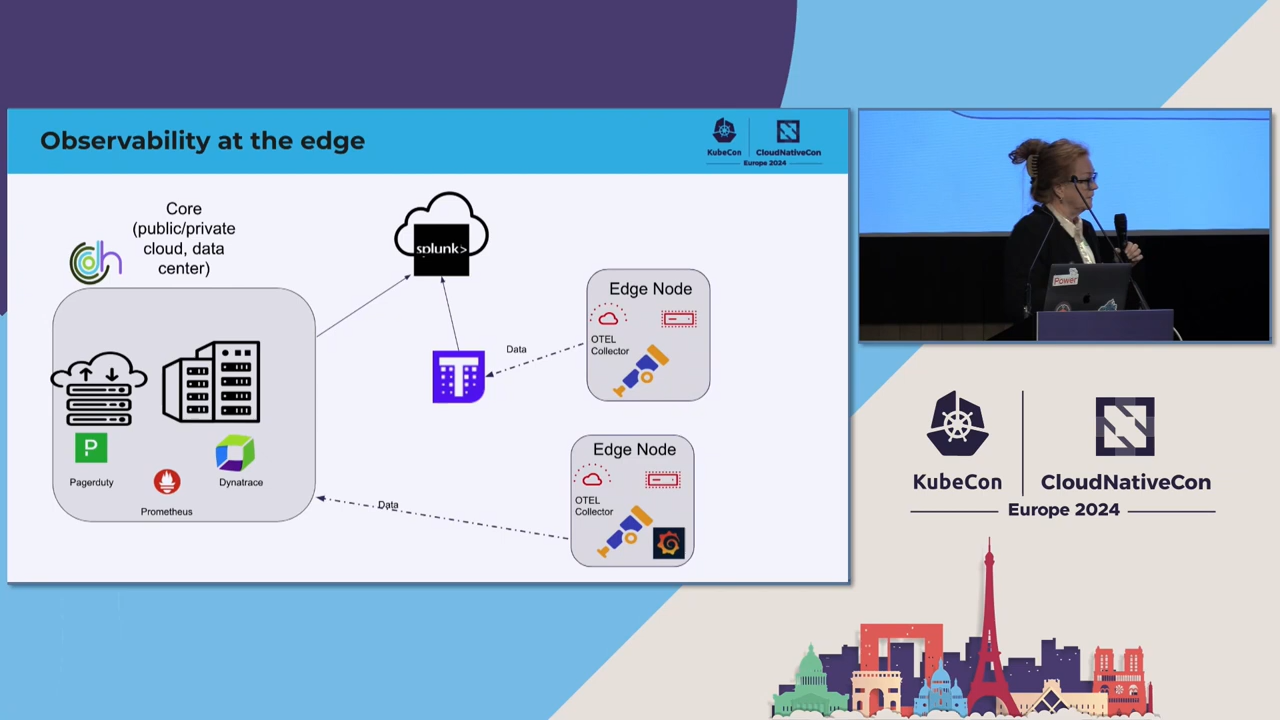 Observability at the edge
KubeCon
CloudNativeCon
Europe 2024
Core
(public/private
cloud, data
center)
splunk>
Edge Node
OTEL
Collector
Data
T
P
Pagerduty
Dynatrace
Prometheus
Edge Node
OTEL
Collector
Data
Power
KubeCon
CloudNativeCon
Europe 2024